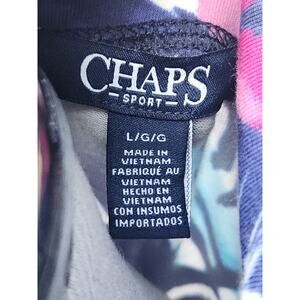 CHAPS
SPORT
L/G/G
MADE IN
VIETNAM
FABRIQUÉ AU
VIETNAM
HECHO EN
VIETNAM
CON INSUMOS
IMPORTADOS